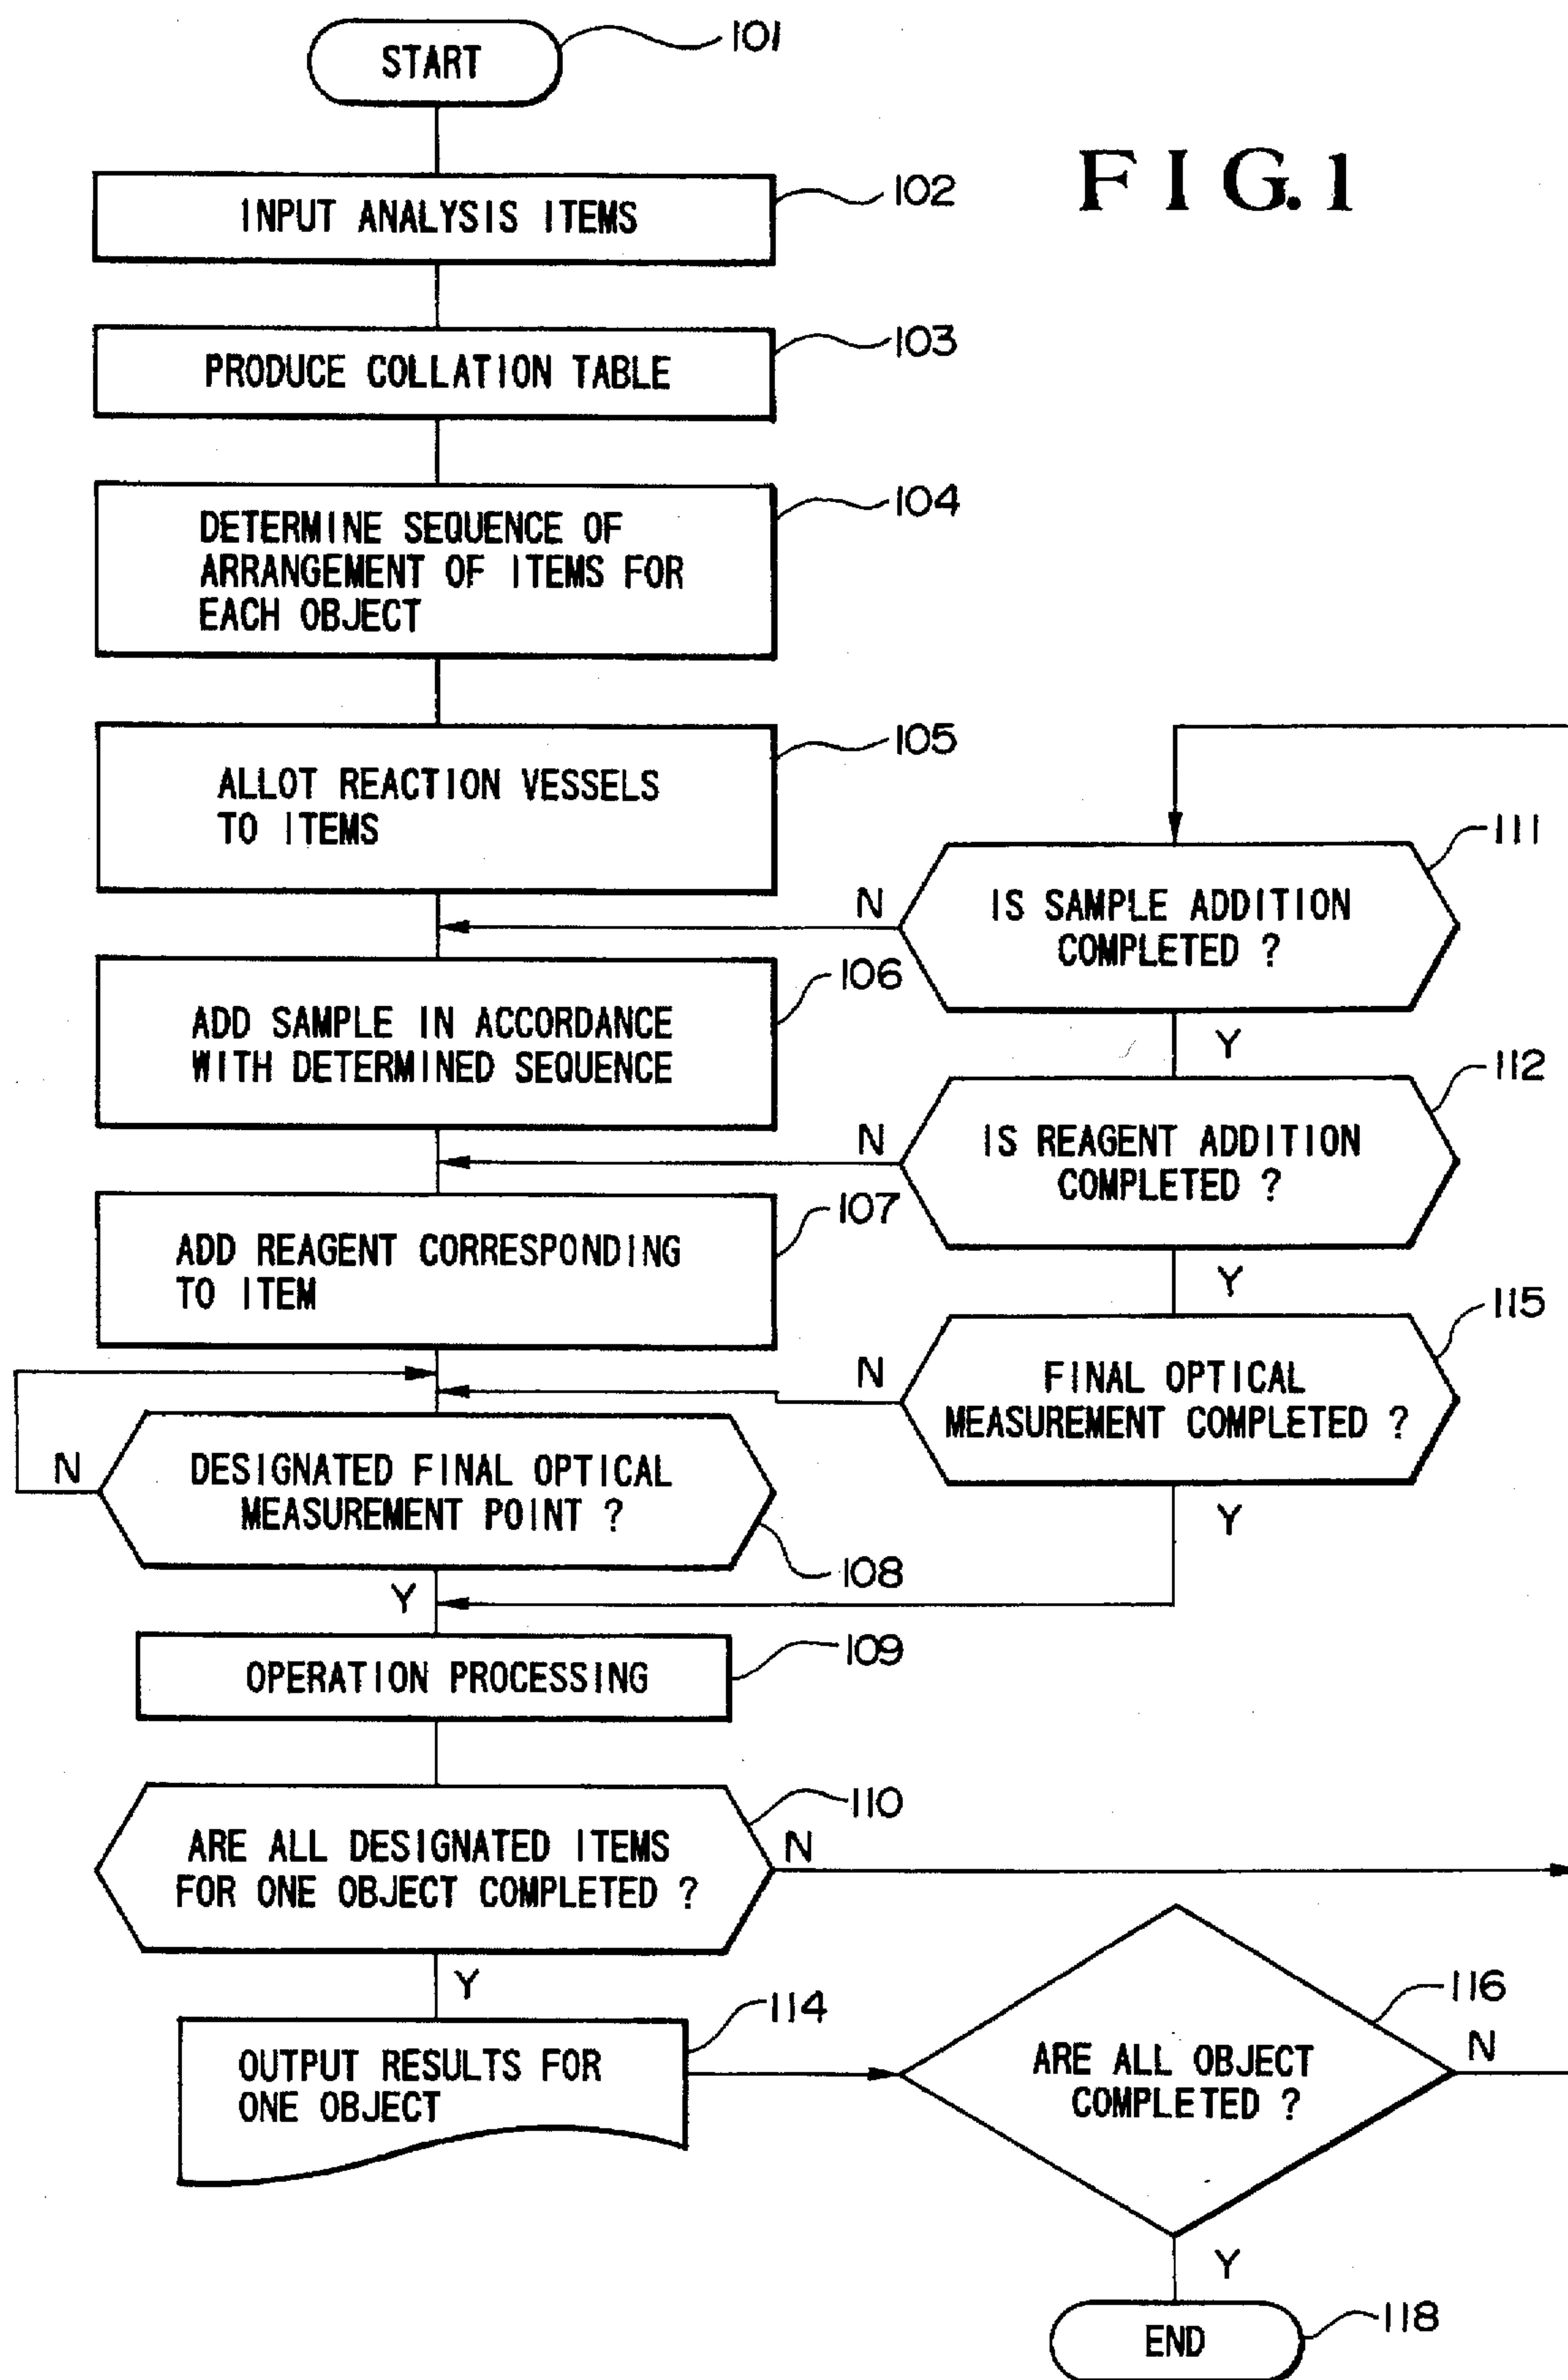 START
101
FIG.1
INPUT ANALYSIS ITEMS
102
PRODUCE COLLATION TABLE
103
DETERMINE SEQUENCE OF
ARRANGEMENT OF ITEMS FOR
EACH OBJECT
104
ALLOT REACTION VESSELS
TO ITEMS
105
N
IS SAMPLE ADDITION
COMPLETED ?
111
Y
ADD SAMPLE IN ACCORDANCE
WITH DETERMINED SEQUENCE
106
N
IS REAGENT ADDITION
COMPLETED ?
112
Y
ADD REAGENT CORRESPONDING
TO ITEM
107
N
FINAL OPTICAL
MEASUREMENT COMPLETED ?
115
Y
N
DESIGNATED FINAL OPTICAL
MEASUREMENT POINT ?
108
Y
OPERATION PROCESSING
109
ARE ALL DESIGNATED ITEMS
FOR ONE OBJECT COMPLETED ?
110
N
Y
OUTPUT RESULTS FOR
ONE OBJECT
114
ARE ALL OBJECT
COMPLETED ?
116
N
Y
END
118